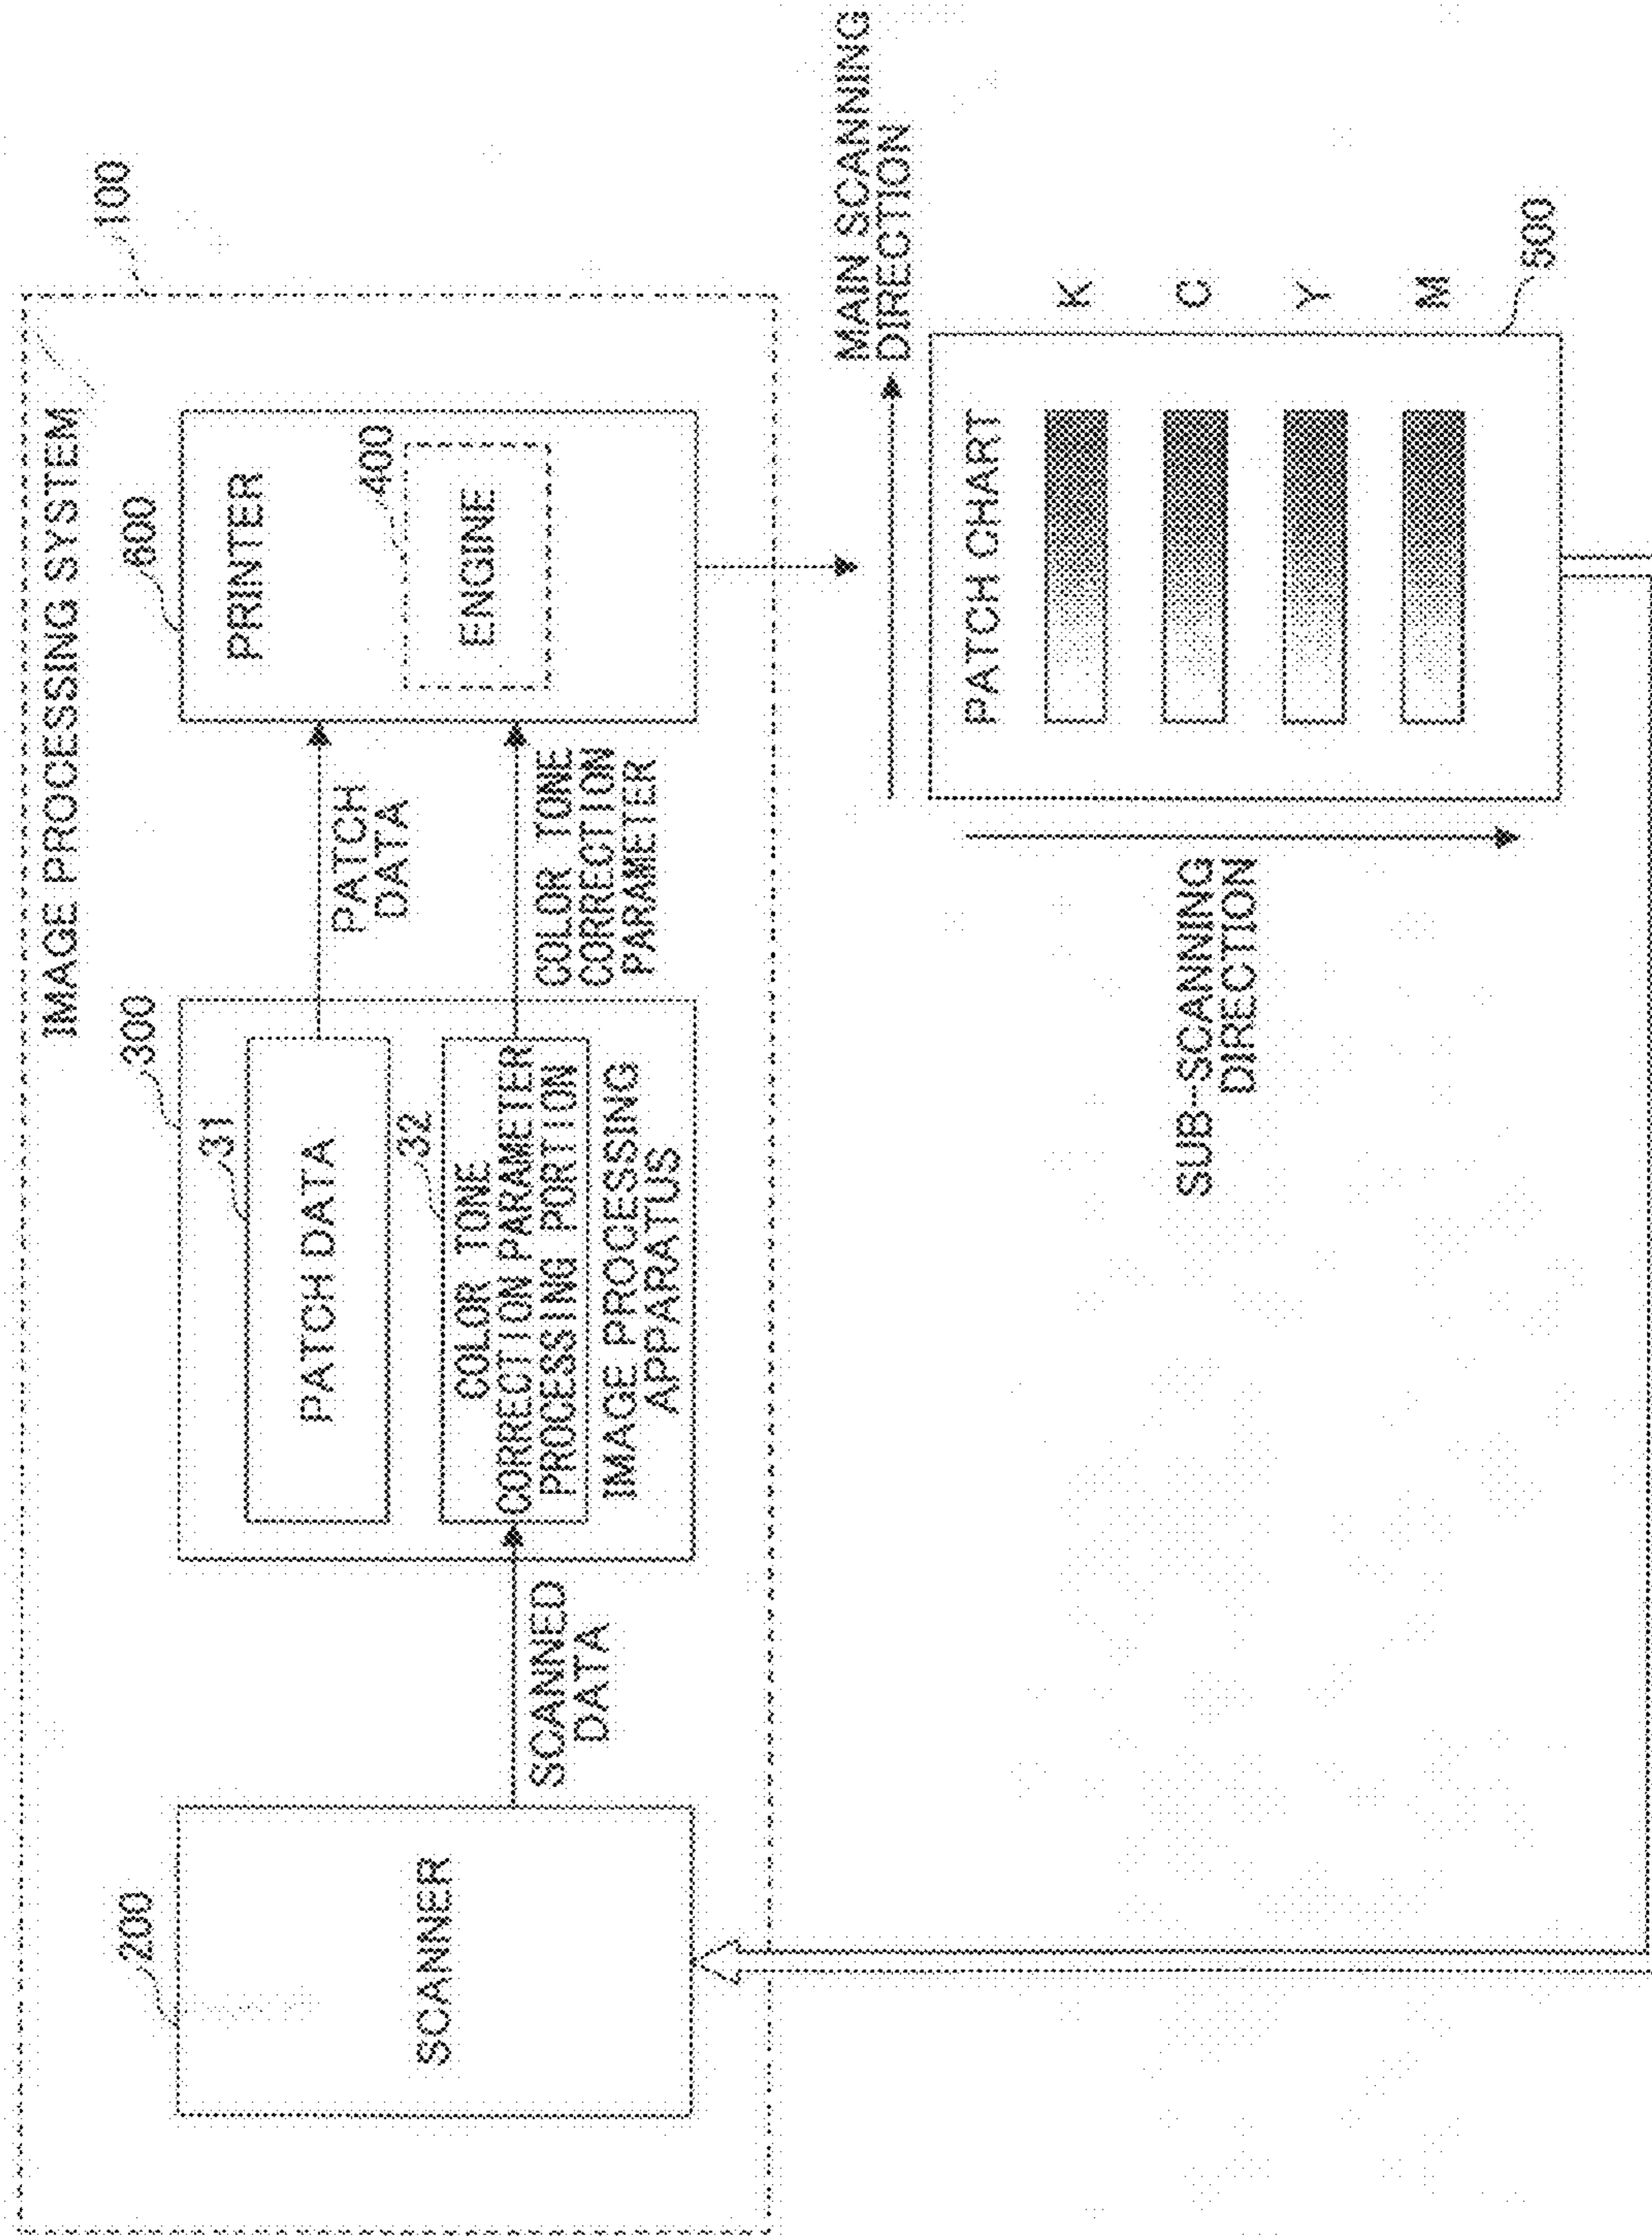 IMAGE PROCESSING SYSTEM
100
200
SCANNER
SCANNED
DATA
300
31
PATCH DATA
32
COLOR TONE
CORRECTION PARAMETER
PROCESSING PORTION
IMAGE PROCESSING
APPARATUS
PATCH
DATA
COLOR TONE
CORRECTION
PARAMETER
600
PRINTER
400
ENGINE
MAIN SCANNING
DIRECTION
SUB-SCANNING
DIRECTION
PATCH CHART
K
C
Y
M
500